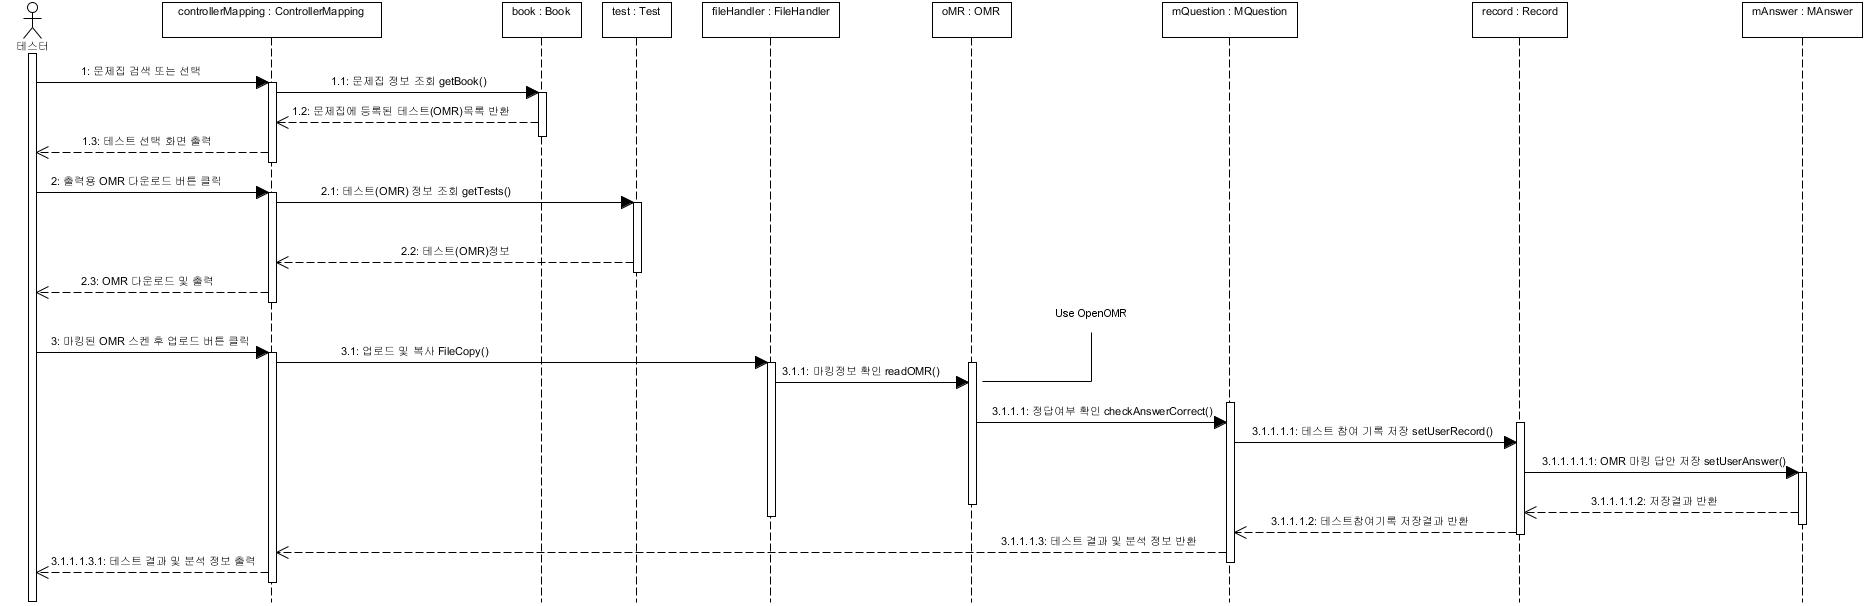 controllerMapping : ControllerMapping
book : Book
test : Test
fileHandler : FileHandler
oMR : OMR
mQuestion : MQuestion
record : Record
mAnswer : MAnswer
테스터
1: 문제집 검색 또는 선택
1.1: 문제집 정보 조회 getBook()
1.2: 문제집에 등록된 테스트(OMR)목록 반환
1.3: 테스트 선택 화면 출력
2: 출력용 OMR 다운로드 버튼 클릭
2.1: 테스트(OMR) 정보 조회 getTests()
2.2: 테스트(OMR)정보
2.3: OMR 다운로드 및 출력
Use OpenOMR
3: 마킹된 OMR 스켄 후 업로드 버튼 클릭
3.1: 업로드 및 복사 FileCopy()
3.1.1: 마킹정보 확인 readOMR()
3.1.1.1: 정답여부 확인 checkAnswerCorrect()
3.1.1.1.1: 테스트 참여 기록 저장 setUserRecord()
3.1.1.1.1.1: OMR 마킹 답안 저장 setUserAnswer()
3.1.1.1.1.2: 저장결과 반환
3.1.1.1.2: 테스트참여기록 저장결과 반환
3.1.1.1.3: 테스트 결과 및 분석 정보 반환
3.1.1.1.3.1: 테스트 결과 및 분석 정보 출력